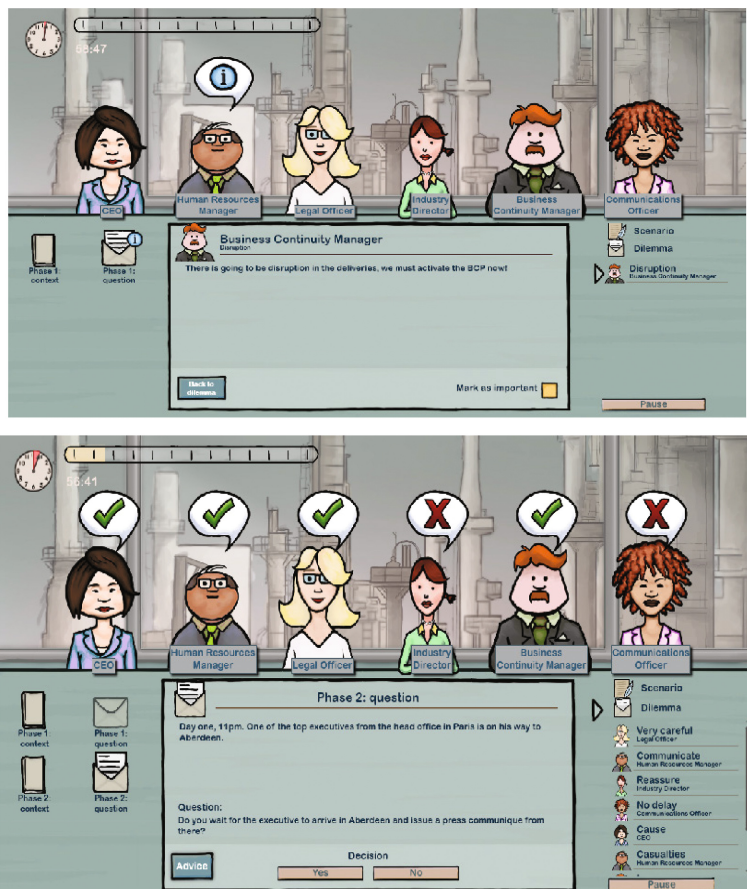 56:47
CEO
Human Resources
Manager
Legal Officer
Industry
Director
Business
Continuity Manager
Communications
Officer
Phase 1:
context
Phase 1:
question
Business Continuity Manager
Disruption
There is going to be disruption in the deliveries, we must activate the BCP now!
Back to
dilemma
Mark as important
Scenario
Dilemma
Disruption
Business Continuity Manager
Pause
56:41
CEO
Human Resources
Manager
Legal Officer
Industry
Director
Business
Continuity Manager
Communications
Officer
Phase 1:
context
Phase 1:
question
Phase 2:
context
Phase 2:
question
Phase 2: question
Day one, 11pm. One of the top executives from the head office in Paris is on his way to
Aberdeen.
Question:
Do you wait for the executive to arrive in Aberdeen and issue a press communique from
there?
Advice
Decision
Yes
No
Scenario
Dilemma
Very careful
Legal Officer
Communicate
Human Resources Manager
Reassure
Industry Director
No delay
Communications Officer
Cause
CEO
Casualties
Human Resources Manager
Pause